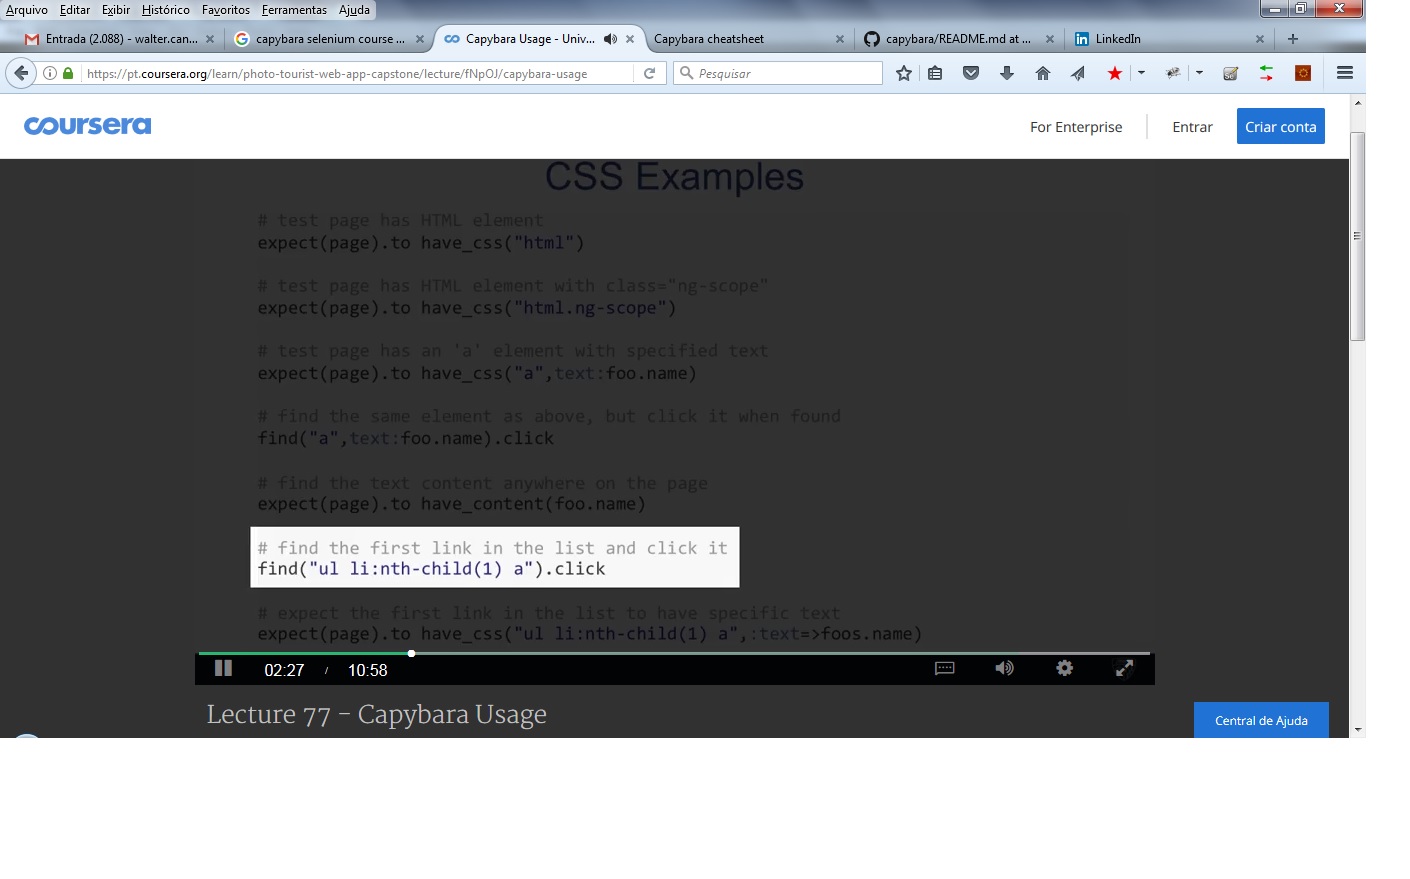 Arquivo Editar Exibir Histórico Favoritos Ferramentas Ajuda
Entrada (2.088) - walter.can... capybara selenium course ... Capybara Usage - Univ... Capybara cheatsheet capybara/README.md at ... LinkedIn
https://pt.coursera.org/learn/photo-tourist-web-app-capstone/lecture/fNpOJ/capybara-usage Pesquisar
coursera For Enterprise Entrar Criar conta
CSS Examples
# test page has HTML element
expect(page).to have_css("html")
# test page has HTML element with class="ng-scope"
expect(page).to have_css("html.ng-scope")
# test page has an 'a' element with specified text
expect(page).to have_css("a",text:foo.name)
# find the same element as above, but click it when found
find("a",text:foo.name).click
# find the text content anywhere on the page
expect(page).to have_content(foo.name)
# find the first link in the list and click it
find("ul li:nth-child(1) a").click
# expect the first link in the list to have specific text
expect(page).to have_css("ul li:nth-child(1) a",:text=>foos.name)
02:27 / 10:58
Lecture 77 - Capybara Usage
Central de Ajuda